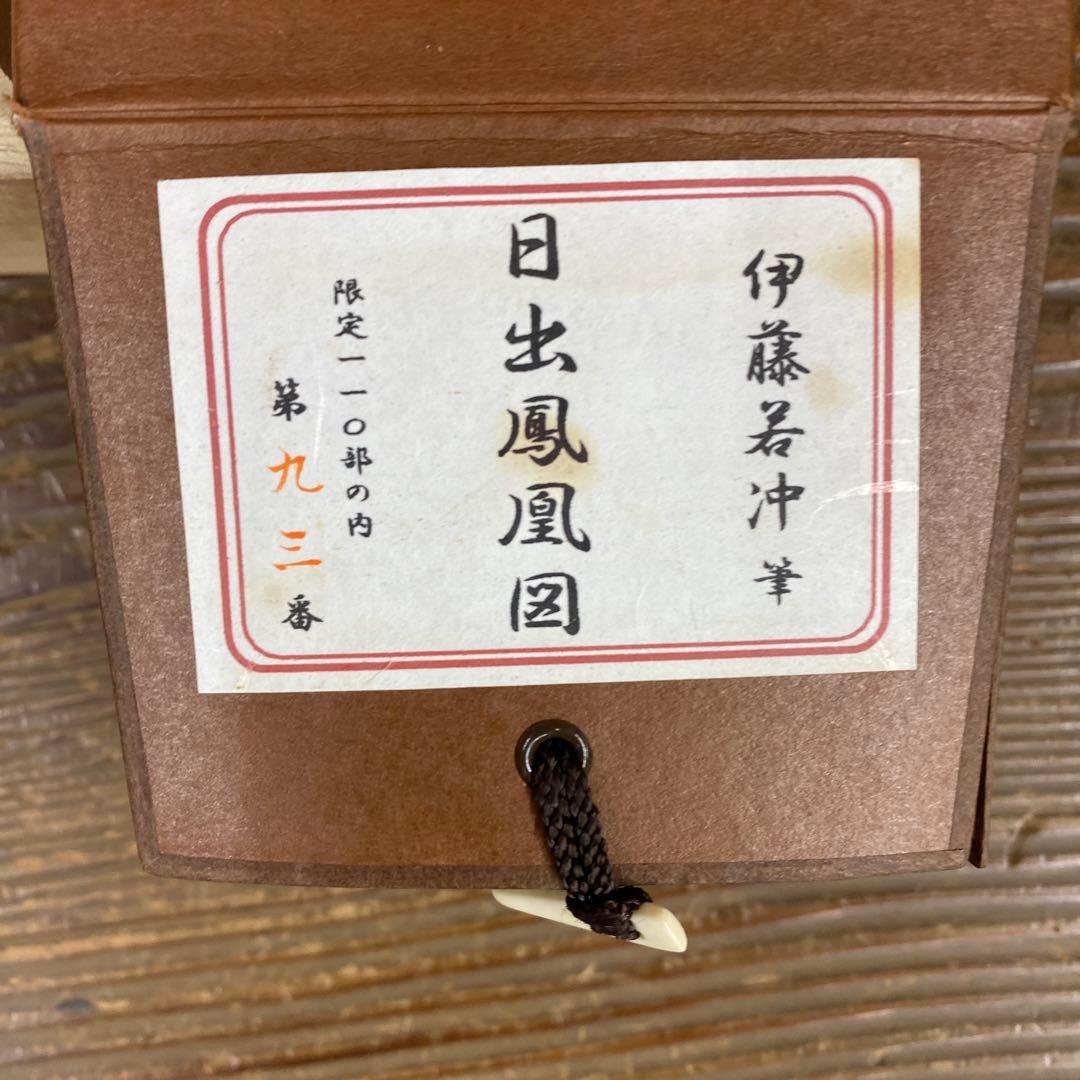 伊藤若冲筆
日出鳳凰図
限定一一〇部の内
第九三番